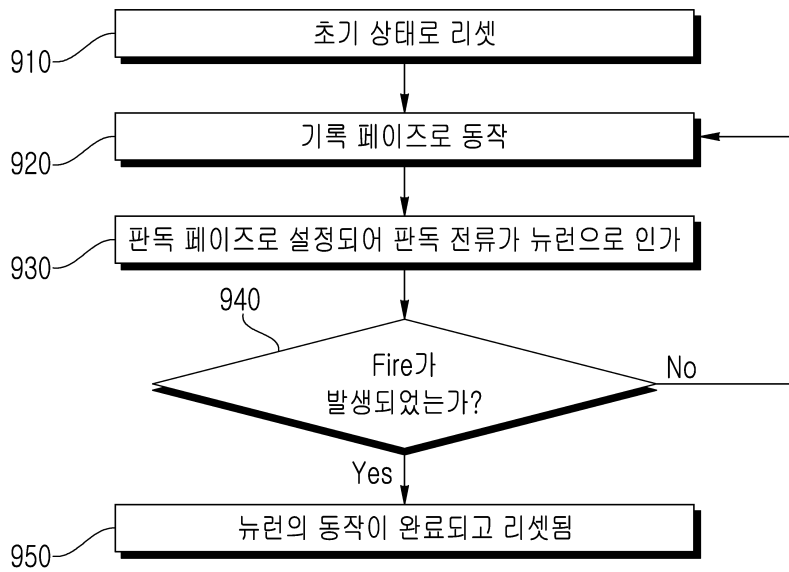 초기 상태로 리셋
910
기록 페이즈로 동작
920
판독 페이즈로 설정되어 판독 전류가 뉴런으로 인가
930
940
Fire가
발생되었는가?
No
Yes
뉴런의 동작이 완료되고 리셋됨
950